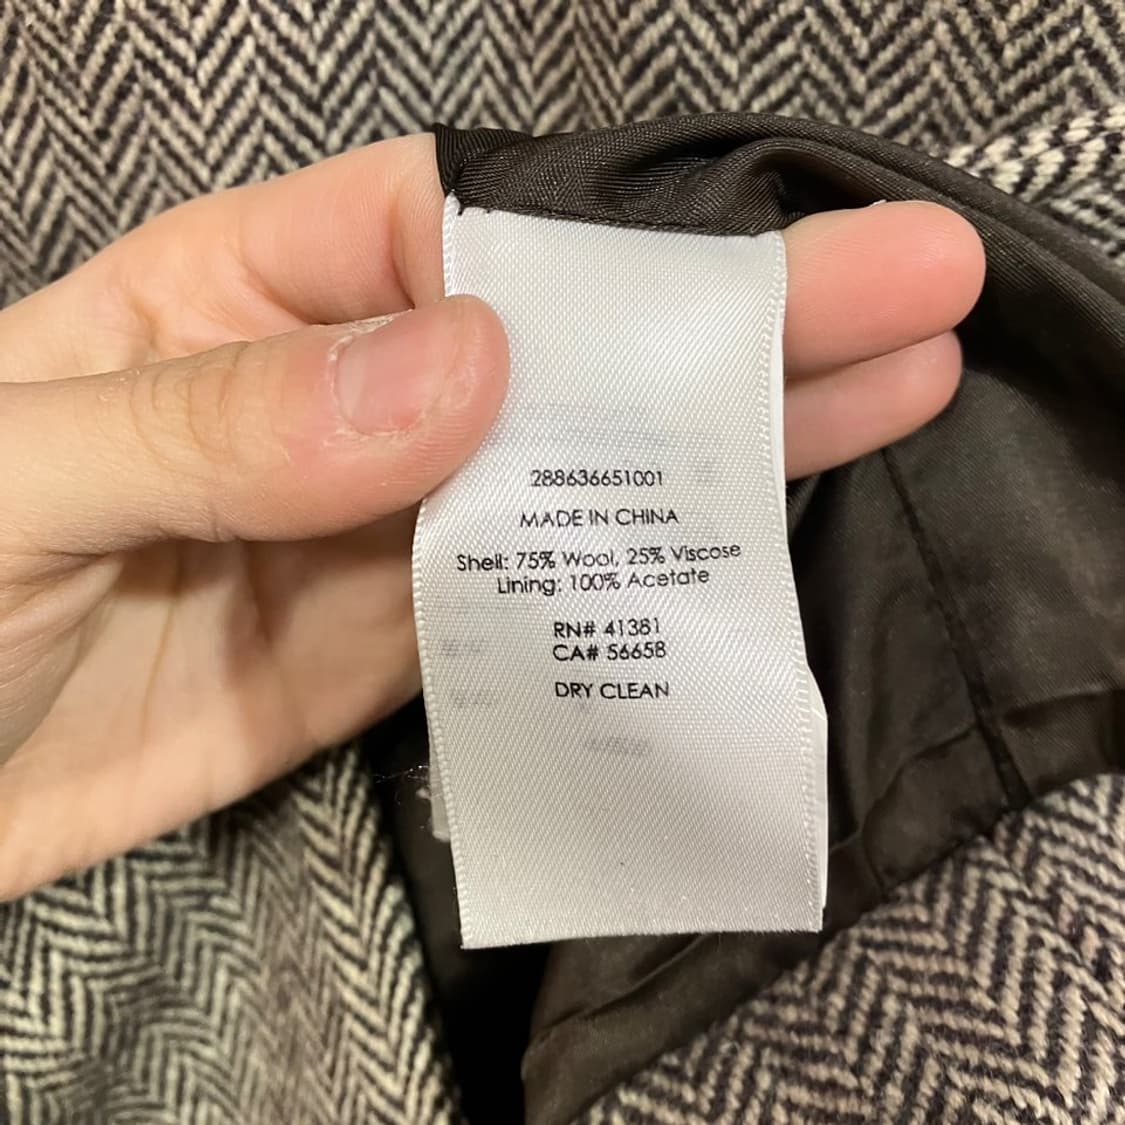 288636651001
MADE IN CHINA
Shell: 75% Wool, 25% Viscose
Lining: 100% Acetate
RN# 41381
CA# 56658
DRY CLEAN